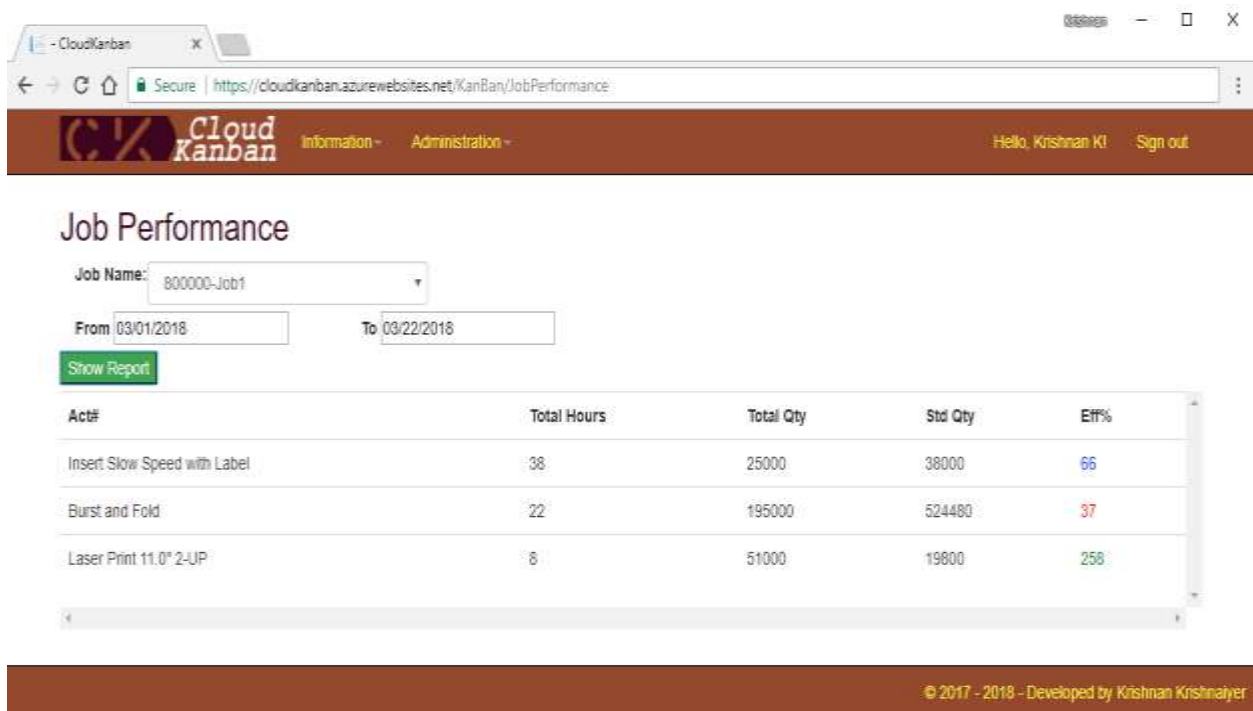 - CloudKanban
Secure | https://cloudkanban.azurewebsites.net/KanBan/JobPerformance
CK Cloud Kanban Information Administration Hello, Krishnan K! Sign out
Job Performance
Job Name: 800000-Job1
From 03/01/2018 To 03/22/2018
Show Report
Act# Total Hours Total Qty Std Qty Eff%
Insert Slow Speed with Label 38 25000 38000 66
Burst and Fold 22 195000 524480 37
Laser Print 11.0" 2-UP 8 51000 19800 258
© 2017 - 2018 - Developed by Krishnan Krishnaiyer